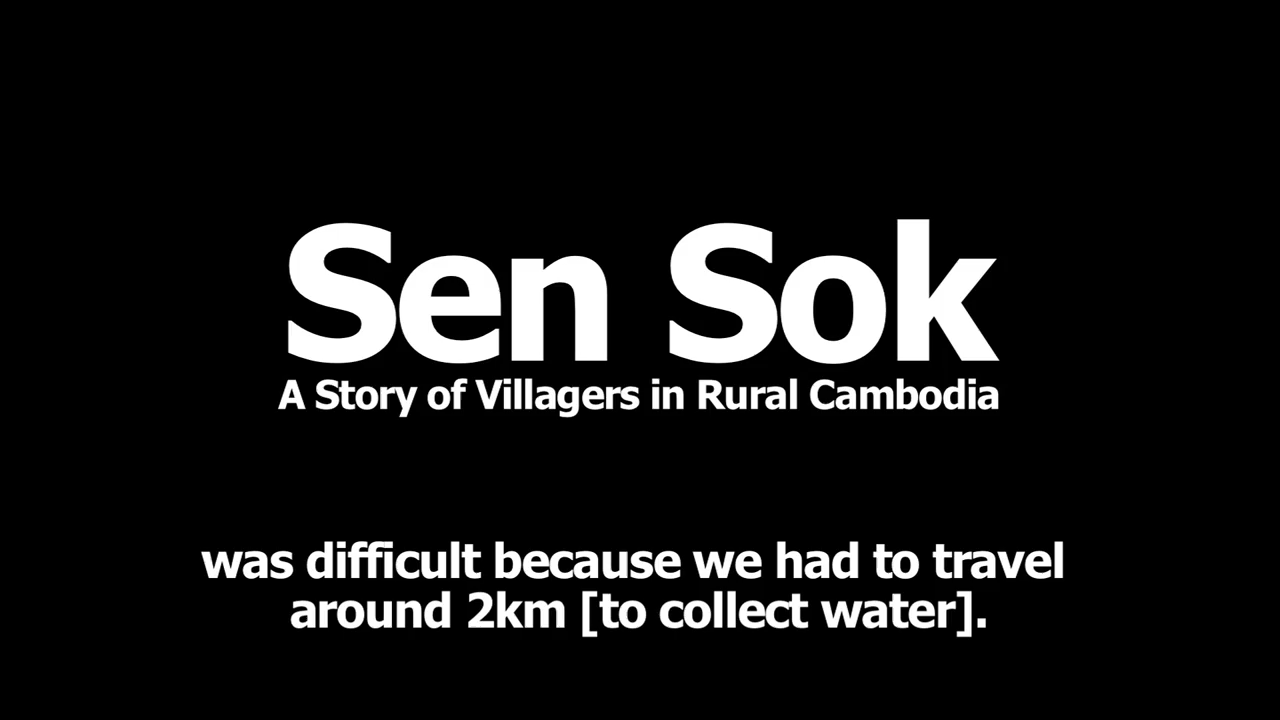 Sen Sok
A Story of Villagers in Rural Cambodia
was difficult because we had to travel
around 2km [to collect water].